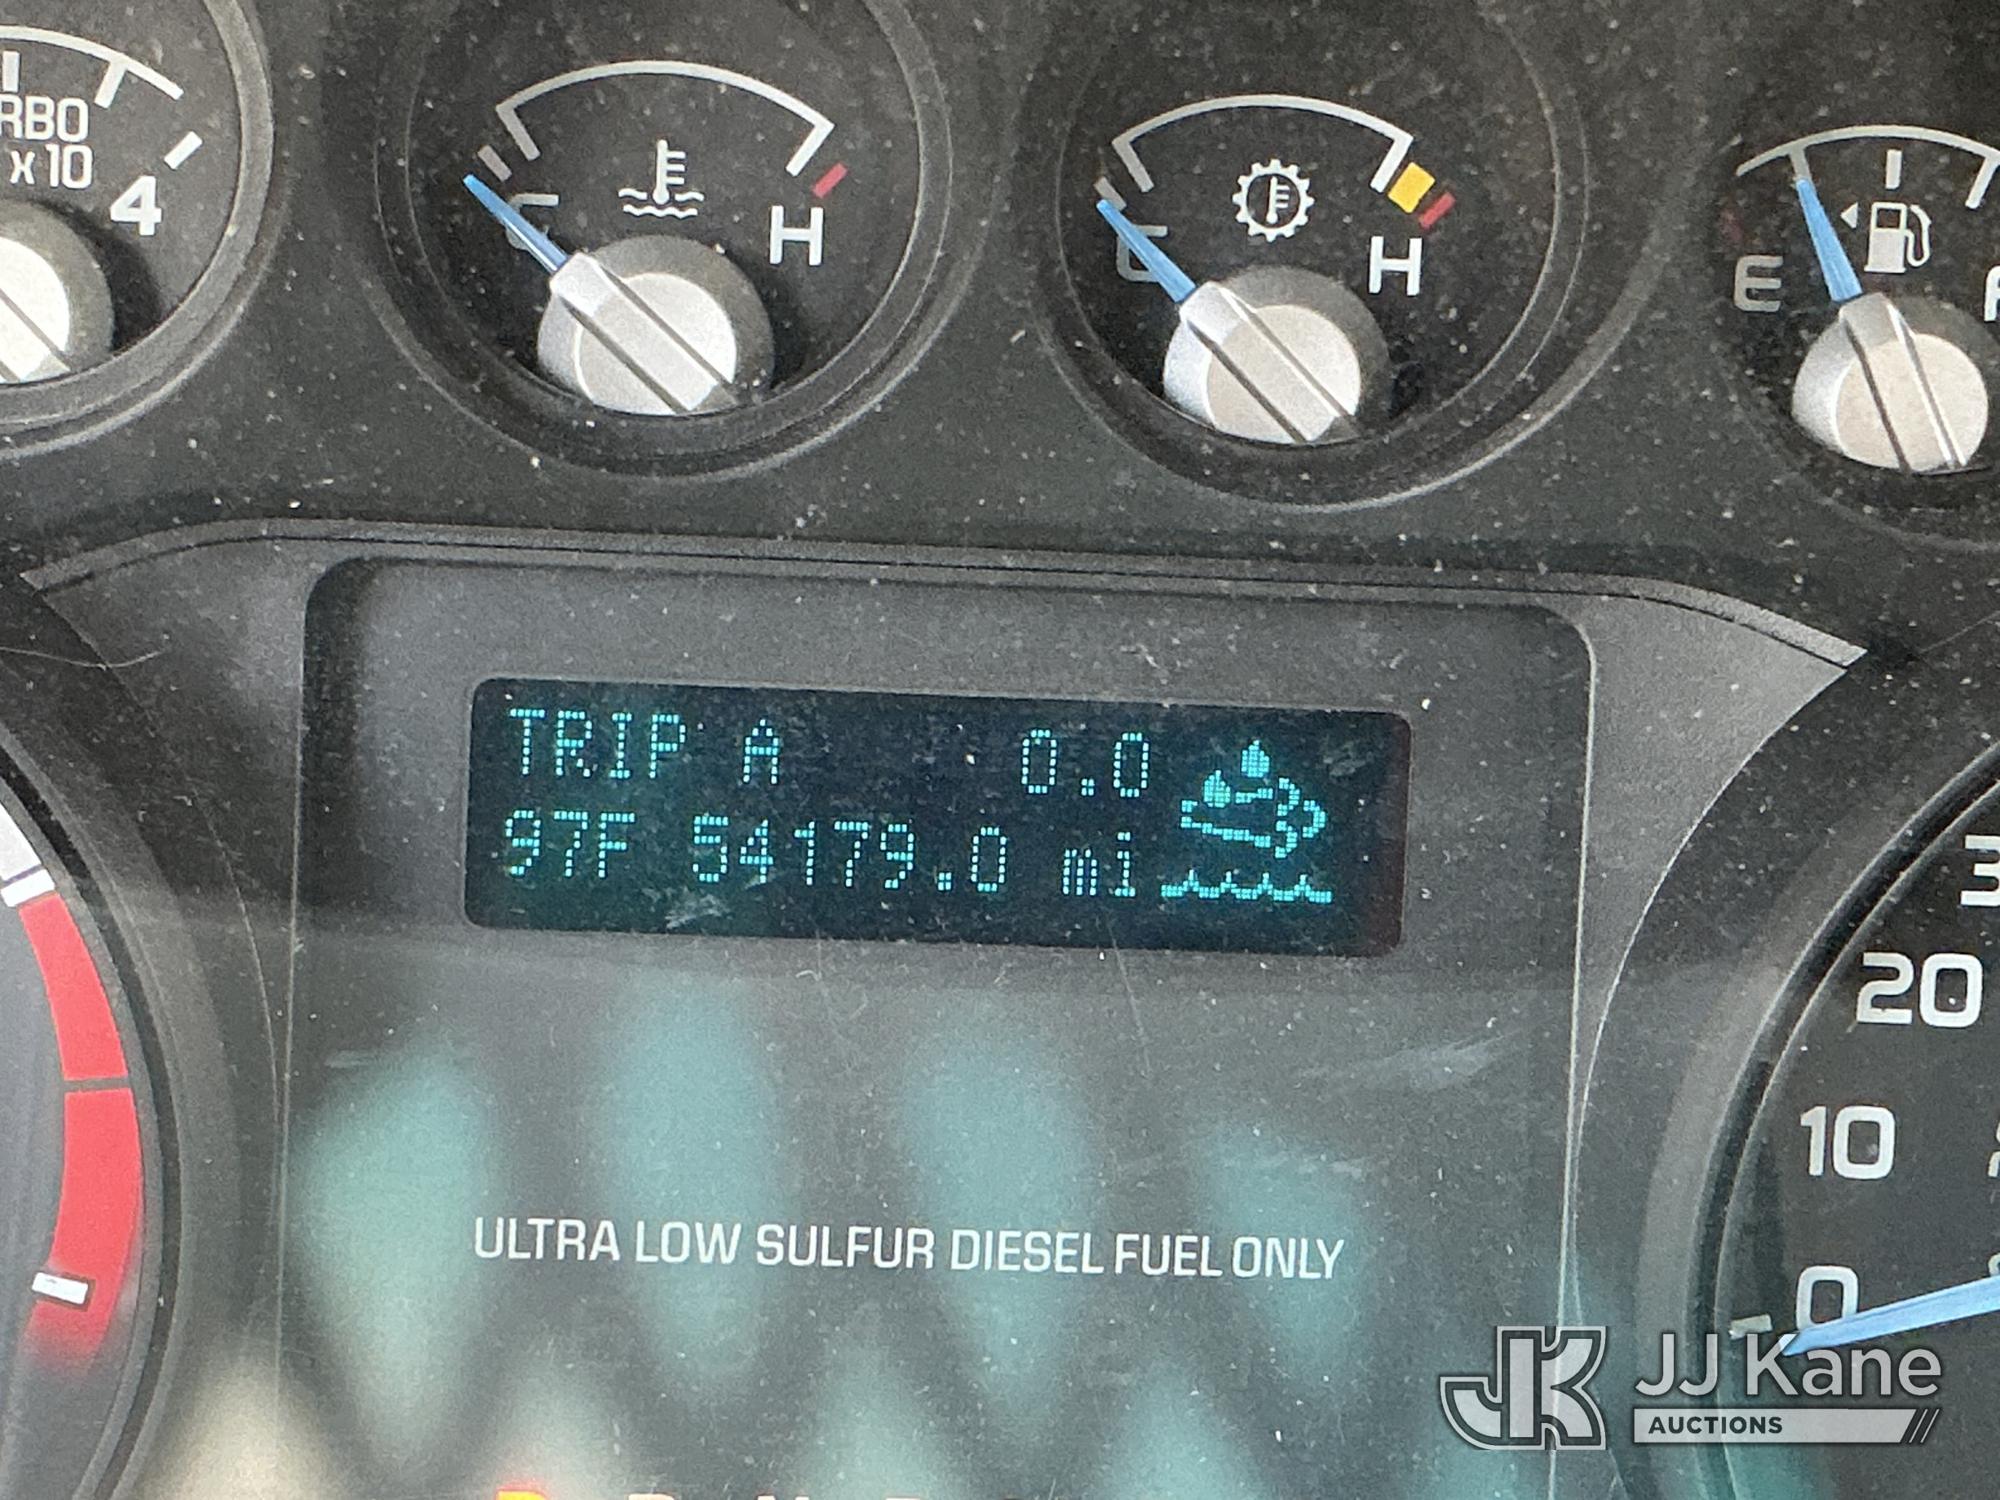 x10
4
H
H
E
TRIP A 0.0
97F 54179.0 mi
ULTRA LOW SULFUR DIESEL FUEL ONLY
20
10
0
JK JJ Kane
AUCTIONS